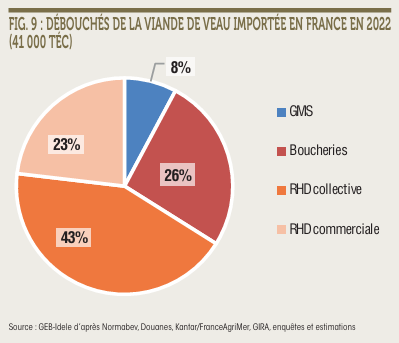 FIG. 9 : DÉBOUCHÉS DE LA VIANDE DE VEAU IMPORTÉE EN FRANCE EN 2022
(41 000 TÉC)
8%
GMS
23%
Boucheries
26%
RHD collective
43%
RHD commerciale
Source : GEB-Idele d'après Normabev, Douanes, Kantar/FranceAgriMer, GIRA, enquêtes et estimations